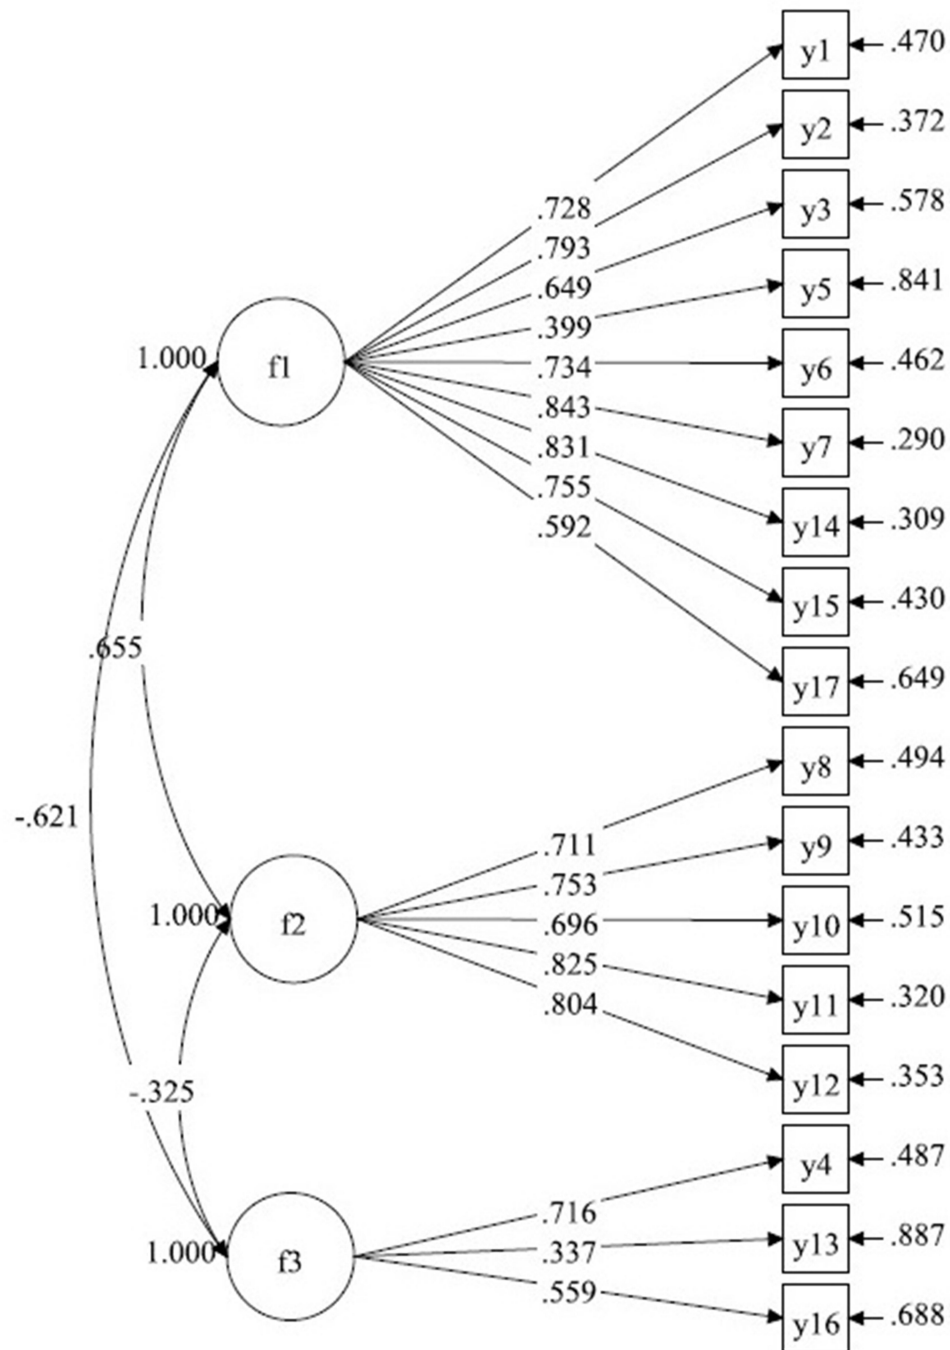 y1 .470
y2 .372
.728
y3 .578
.793
.649
y5 .841
.399
1.000 f1 .734 y6 .462
.843
y7 .290
.831
.755
y14 .309
.592
y15 .430
.655
y17 .649
y8 .494
-.621
.711
y9 .433
.753
1.000 f2 .696 y10 .515
.825
y11 .320
.804
y12 .353
-.325
y4 .487
.716
1.000 f3 .337 y13 .887
.559
y16 .688